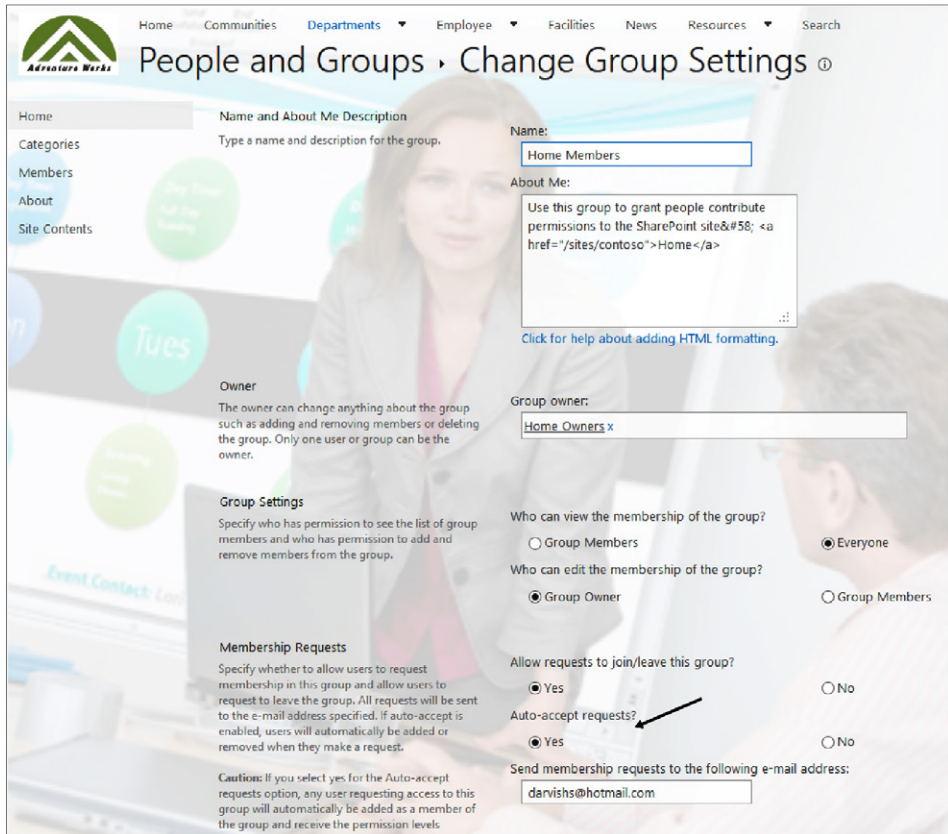 Home Communities Departments Employee Facilities News Resources Search
Adventure Works
People and Groups Change Group Settings
Home
Categories
Members
About
Site Contents
Name and About Me Description
Type a name and description for the group.
Name:
Home Members
About Me:
Use this group to grant people contribute
permissions to the SharePoint site&#58; <a
href="/sites/contoso">Home</a>
Click for help about adding HTML formatting.
Tues
Owner
The owner can change anything about the group
such as adding and removing members or deleting
the group. Only one user or group can be the
owner.
Group owner:
Home Owners x
Group Settings
Specify who has permission to see the list of group
members and who has permission to add and
remove members from the group.
Who can view the membership of the group?
Group Members Everyone
Who can edit the membership of the group?
Group Owner Group Members
Event Contact:
Membership Requests
Specify whether to allow users to request
membership in this group and allow users to
request to leave the group. All requests will be sent
to the e-mail address specified. If auto-accept is
enabled, users will automatically be added or
removed when they make a request.
Caution: If you select yes for the Auto-accept
requests option, any user requesting access to this
group will automatically be added as a member of
the group and receive the permission levels
Allow requests to join/leave this group?
Yes No
Auto-accept requests?
Yes No
Send membership requests to the following e-mail address:
darvishs@hotmail.com